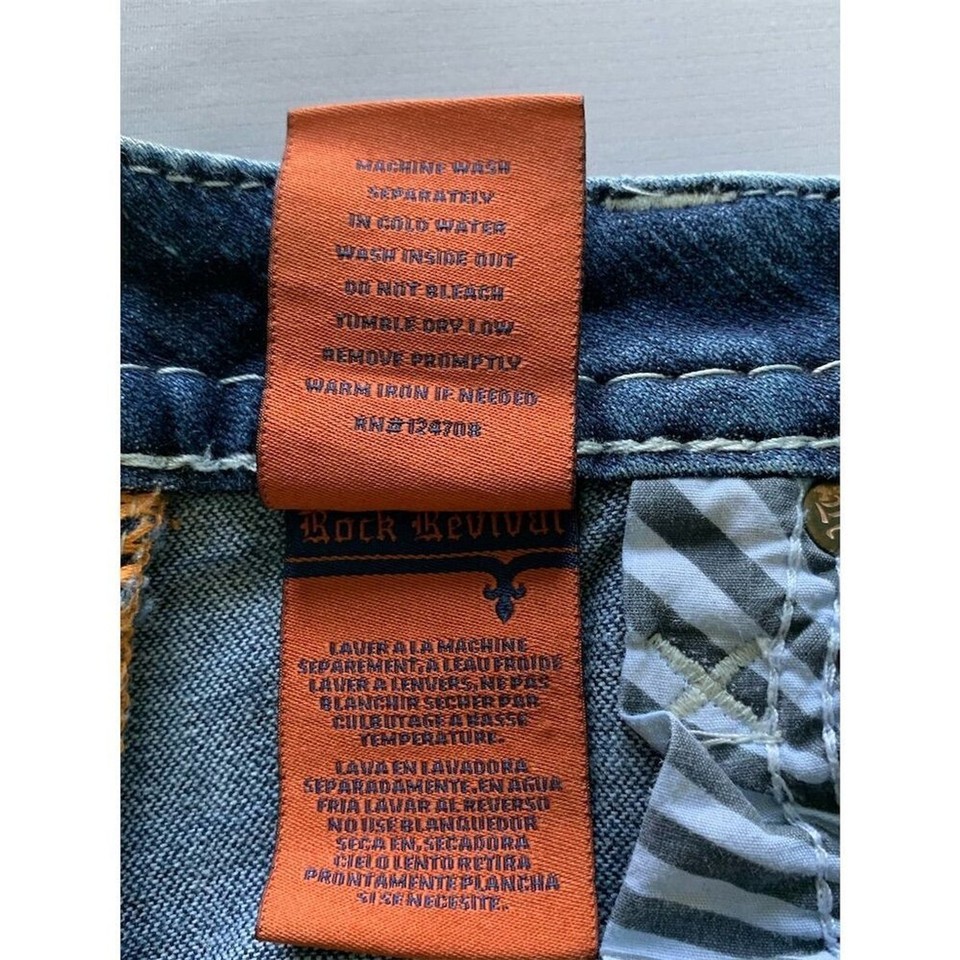 MACHINE WASH
SEPARATELY
IN COLD WATER
WASH INSIDE OUT
DO NOT BLEACH
TUMBLE DRY LOW
REMOVE PROMPTLY
WARM IRON IF NEEDED
RN# 124708
Rock Revival
LAVER A LA MACHINE
SEPAREMENT, A LEAU FROIDE
LAVER A LENVERS, NE PAS
BLANCHIR SECHER PAR
CULBUTAGE A BASSE
TEMPERATURE.
LAVA EN LAVADORA
SEPARADAMENTE, EN AGUA
FRIA LAVAR AL REVERSO
NO USE BLANQUEDOR
SECA EN, SECADORA
CIELO LENTO RETIRA
PRONTAMENTE PLANCHA
SI SE NECESITE.